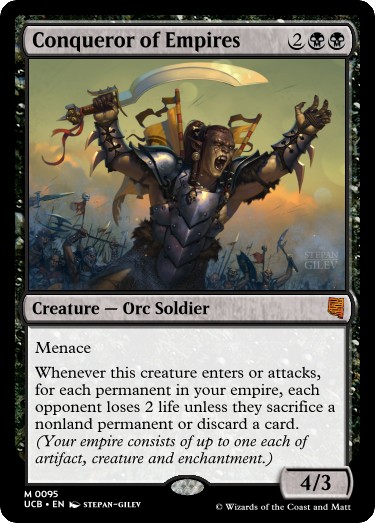 Conqueror of Empires 2
STEPAN
GILEV
Creature — Orc Soldier
Menace
Whenever this creature enters or attacks,
for each permanent in your empire, each
opponent loses 2 life unless they sacrifice a
nonland permanent or discard a card.
(Your empire consists of up to one each of
artifact, creature and enchantment.)
4/3
M 0095
UCB • EN STEPAN-GILEV
© Wizards of the Coast and Matt